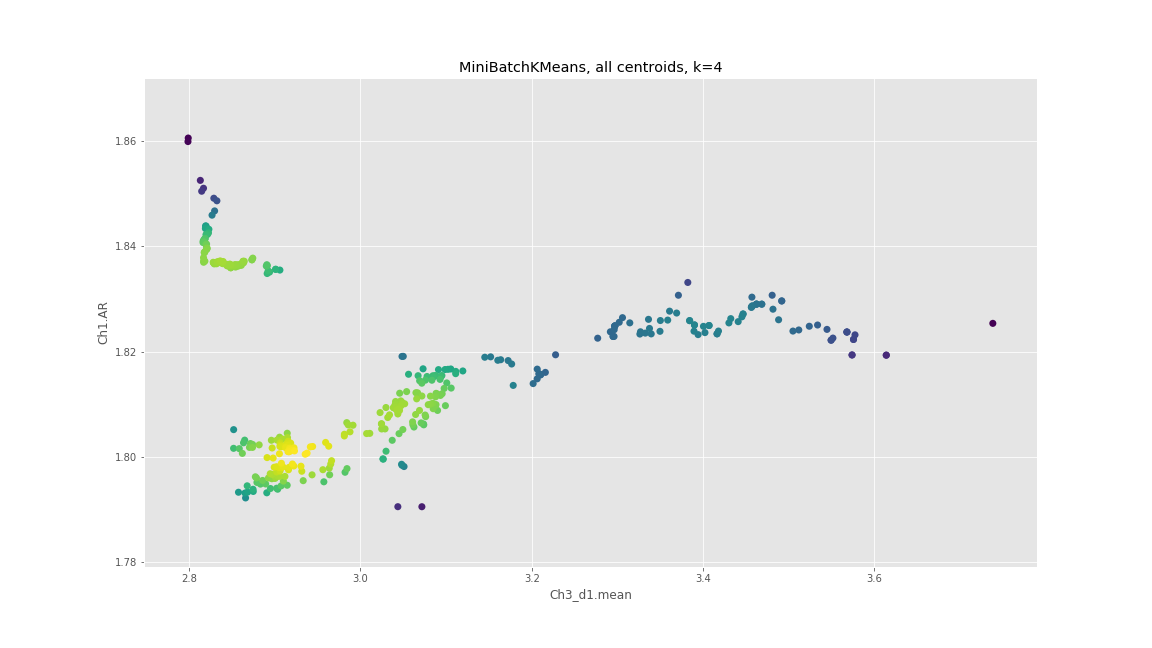 MiniBatchKMeans, all centroids, k=4
1.86
1.84
1.82
1.80
1.78
Ch1.AR
2.8 3.0 3.2 3.4 3.6
Ch3_d1.mean